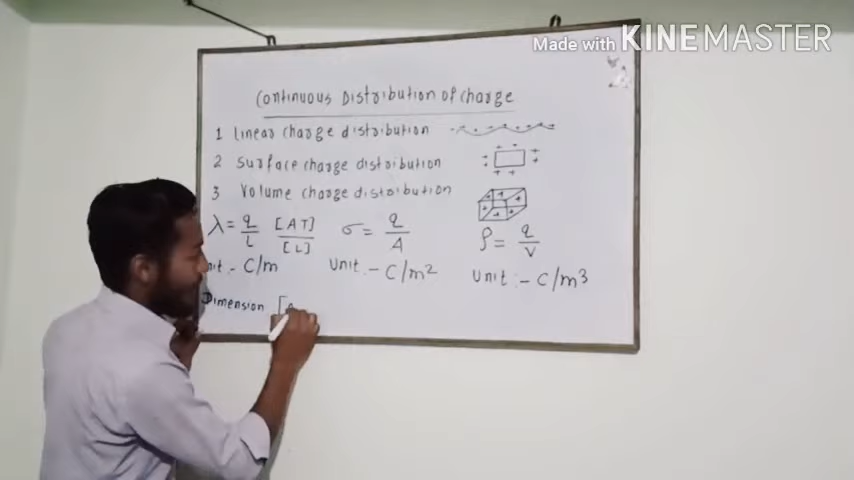 Made with KINEMASTER
Continuous Distribution of Charge
1 linear charge distribution
2 surface charge distribution
3 Volume charge distribution
λ = q/L [AT]/[L] σ = q/A ρ = q/V
Unit :- C/m Unit :- C/m² Unit :- C/m³
Dimension [